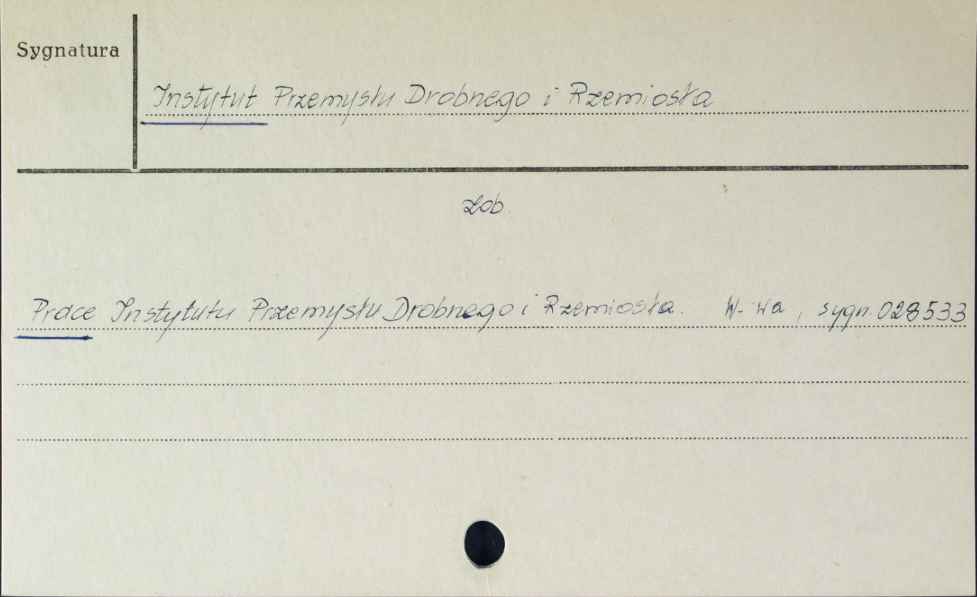 Sygnatura
Instytut Przemysłu Drobnego i Rzemiosła
Zob.
Prace Instytutu Przemysłu Drobnego i Rzemiosła. W-wa, sygn. 028533